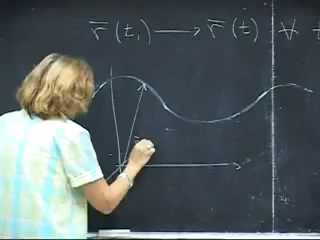 r̅(t₁) ⟶ r̅(t) ∀ t